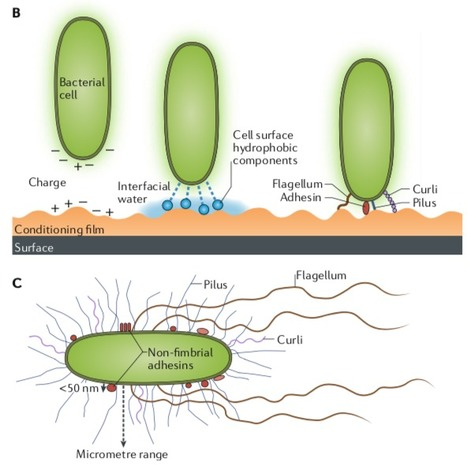 B
Bacterial
cell
− − + − −
Charge
+ + − + − −
Interfacial
water
Cell surface
hydrophobic
components
Flagellum
Adhesin
Curli
Pilus
Conditioning film
Surface
C
Pilus
Flagellum
Curli
Non-fimbrial
adhesins
<50 nm
Micrometre range